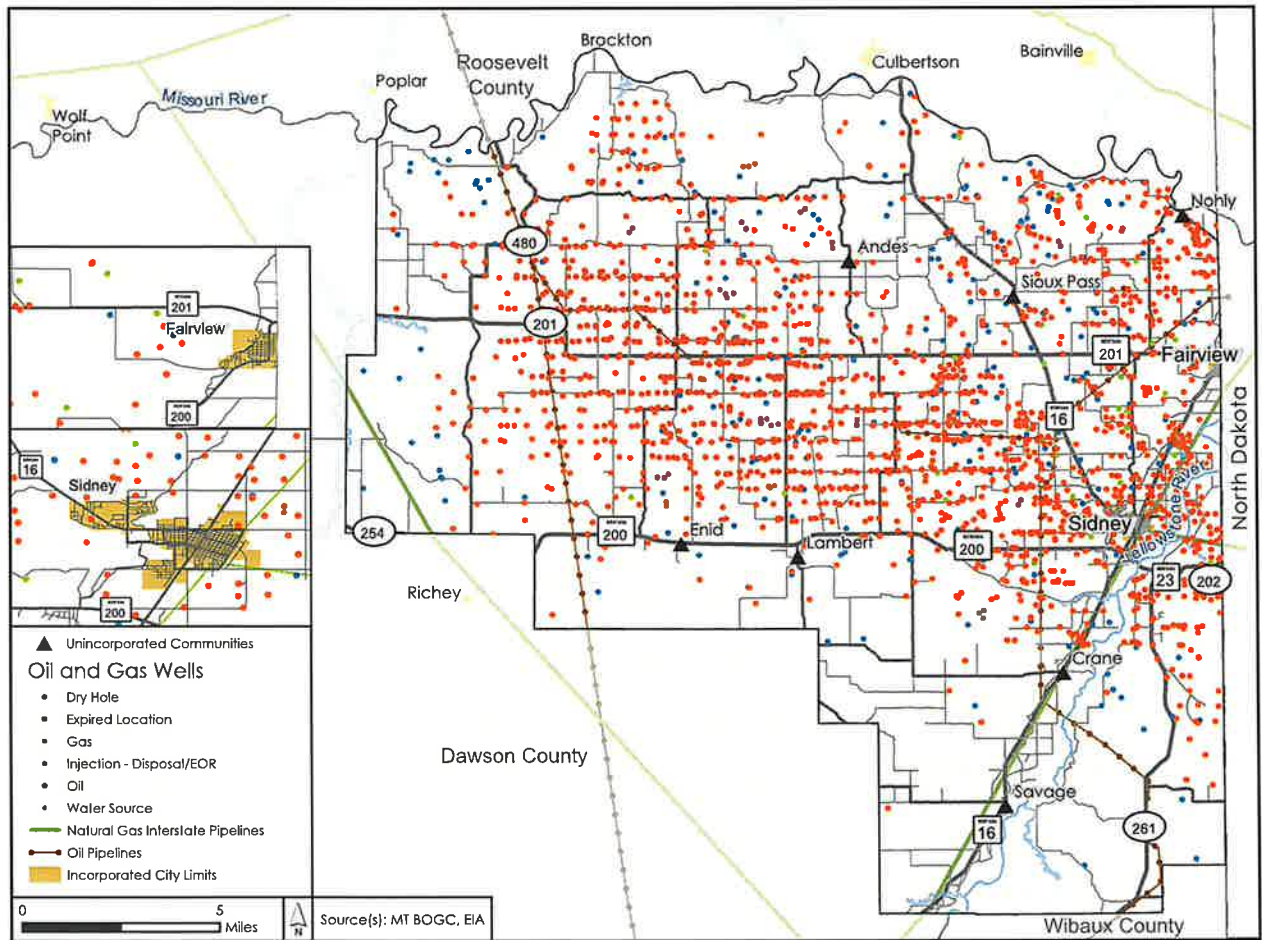 Brockton
Roosevelt
County
Culbertson
Bainville
Poplar
Missouri River
Wolf
Point
Nohly
480
Andes
Sioux Pass
201
201
Fairview
16
North Dakota
Yellowstone River
Sidney
254
200
Enid
Lambert
200
23
202
Richey
Crane
Dawson County
Savage
16
261
Wibaux County
201
Fairview
200
16
Sidney
200
Unincorporated Communities
Oil and Gas Wells
Dry Hole
Expired Location
Gas
Injection - Disposal/EOR
Oil
Water Source
Natural Gas Interstate Pipelines
Oil Pipelines
Incorporated City Limits
0 5
Miles
N
Source(s): MT BOGC, EIA